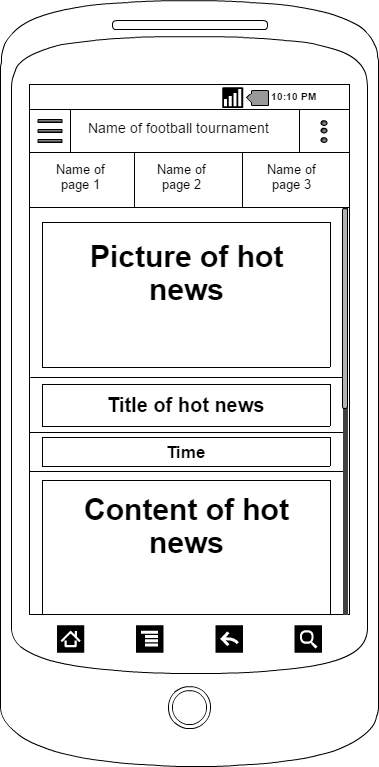 10:10 PM
Name of football tournament
Name of
page 1
Name of
page 2
Name of
page 3
Picture of hot
news
Title of hot news
Time
Content of hot
news